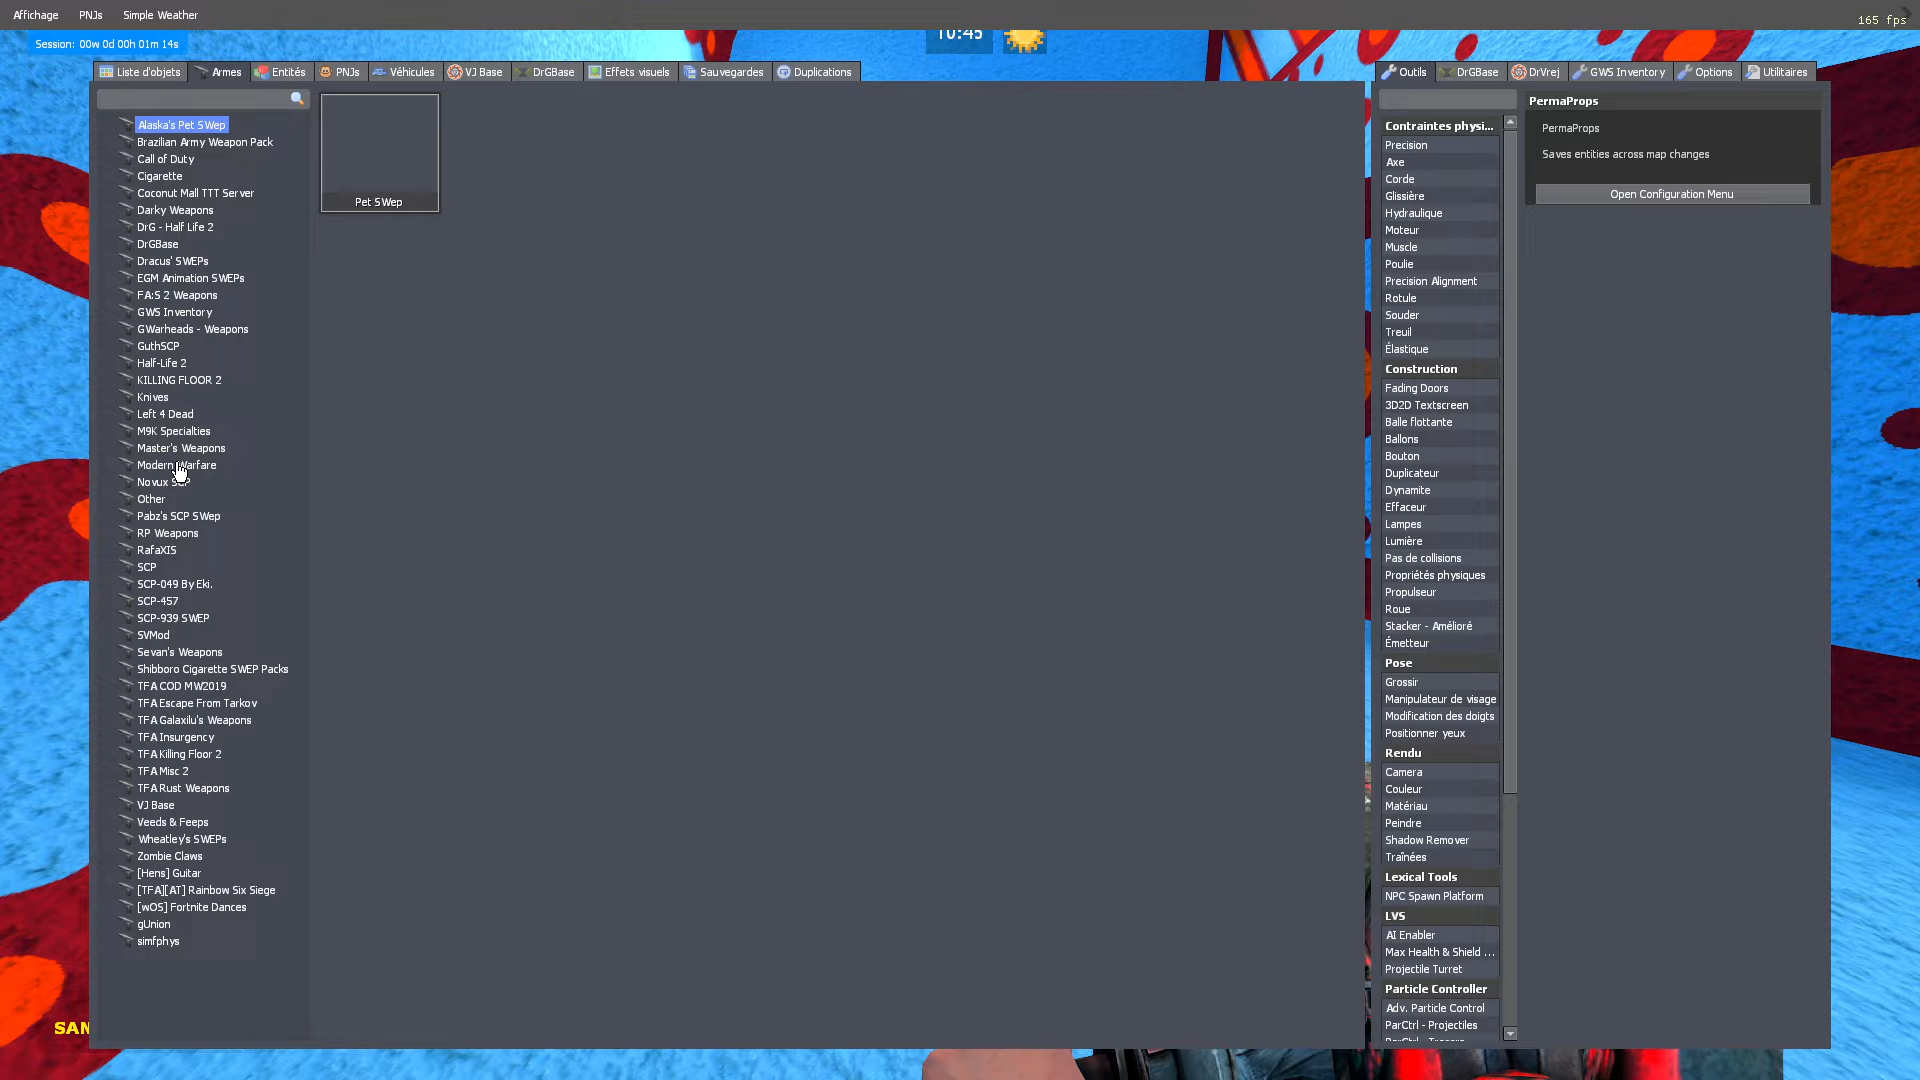 Affichage PNJs Simple Weather
165 fps
Session: 00w 0d 00h 01m 14s
10:45
Liste d'objets Armes Entités PNJs Véhicules VJ Base DrGBase Effets visuels Sauvegardes Duplications
Alaska's Pet SWep
Brazilian Army Weapon Pack
Call of Duty
Cigarette
Coconut Mall TTT Server
Darky Weapons
DrG - Half Life 2
DrGBase
Dracus' SWEPs
EGM Animation SWEPs
FA:S 2 Weapons
GWS Inventory
GWarheads - Weapons
GuthSCP
Half-Life 2
KILLING FLOOR 2
Knives
Left 4 Dead
M9K Specialties
Master's Weapons
Modern Warfare
Novux SCP
Other
Pabz's SCP SWep
RP Weapons
RafaXIS
SCP
SCP-049 By Eki.
SCP-457
SCP-939 SWEP
SVMod
Sevan's Weapons
Shibboro Cigarette SWEP Packs
TFA COD MW2019
TFA Escape From Tarkov
TFA Galaxilu's Weapons
TFA Insurgency
TFA Killing Floor 2
TFA Misc 2
TFA Rust Weapons
VJ Base
Veeds & Feeps
Wheatley's SWEPs
Zombie Claws
[Hens] Guitar
[TFA][AT] Rainbow Six Siege
[wOS] Fortnite Dances
gUnion
simfphys
Pet SWep
Outils DrGBase DrVrej GWS Inventory Options Utilitaires
Contraintes physi...
Precision
Axe
Corde
Glissière
Hydraulique
Moteur
Muscle
Poulie
Precision Alignment
Rotule
Souder
Treuil
Élastique
Construction
Fading Doors
3D2D Textscreen
Balle flottante
Ballons
Bouton
Duplicateur
Dynamite
Effaceur
Lampes
Lumière
Pas de collisions
Propriétés physiques
Propulseur
Roue
Stacker - Amélioré
Émetteur
Pose
Grossir
Manipulateur de visage
Modification des doigts
Positionner yeux
Rendu
Camera
Couleur
Matériau
Peindre
Shadow Remover
Traînées
Lexical Tools
NPC Spawn Platform
LVS
AI Enabler
Max Health & Shield ...
Projectile Turret
Particle Controller
Adv. Particle Control
ParCtrl - Projectiles
PermaProps
PermaProps
Saves entities across map changes
Open Configuration Menu
SAN